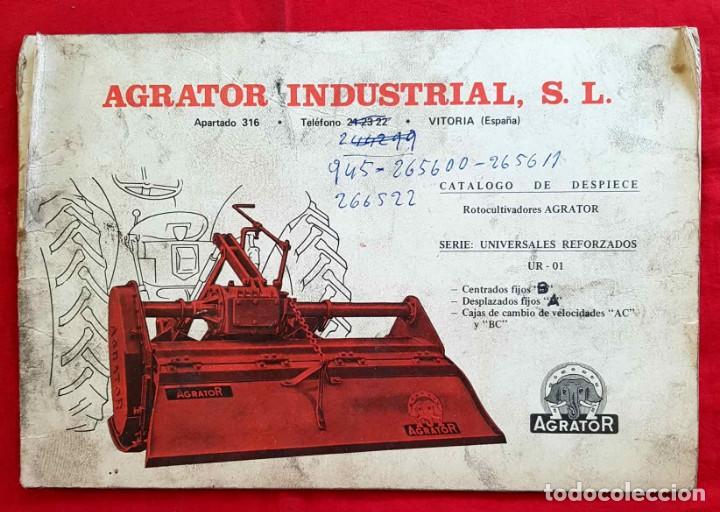 AGRATOR INDUSTRIAL, S. L.
Apartado 316 • Teléfono 21 23 22 • VITORIA (España)
244299
945-265600-265611
266522
CATALOGO DE DESPIECE
Rotocultivadores AGRATOR
SERIE: UNIVERSALES REFORZADOS
UR - 01
— Centrados fijos "B"
— Desplazados fijos "A"
— Cajas de cambio de velocidades "AC"
y "BC"
AGRATOR
AGRATOR
AGRATOR
AGRATOR
todocoleccion.net